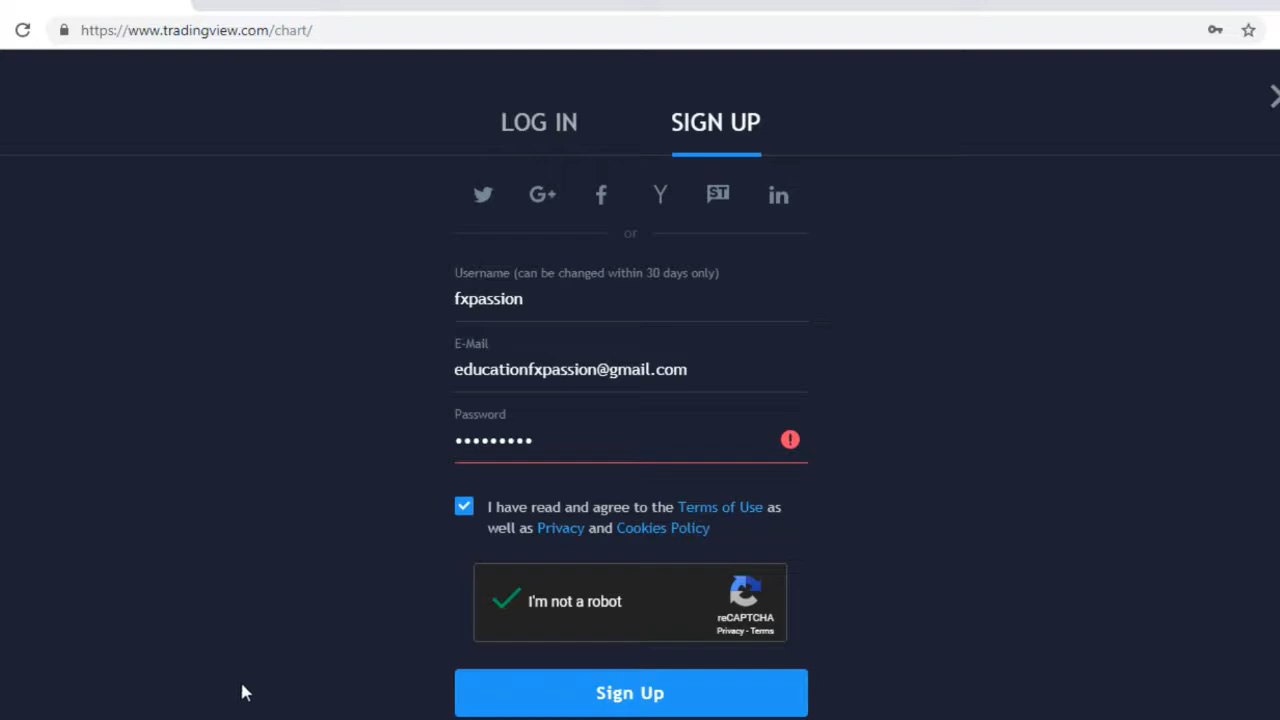 https://www.tradingview.com/chart/
LOG IN
SIGN UP
G+
f
Y
ST
in
or
Username (can be changed within 30 days only)
fxpassion
E-Mail
educationfxpassion@gmail.com
Password
•••••••••
!
I have read and agree to the Terms of Use as
well as Privacy and Cookies Policy
I'm not a robot
reCAPTCHA
Privacy - Terms
Sign Up